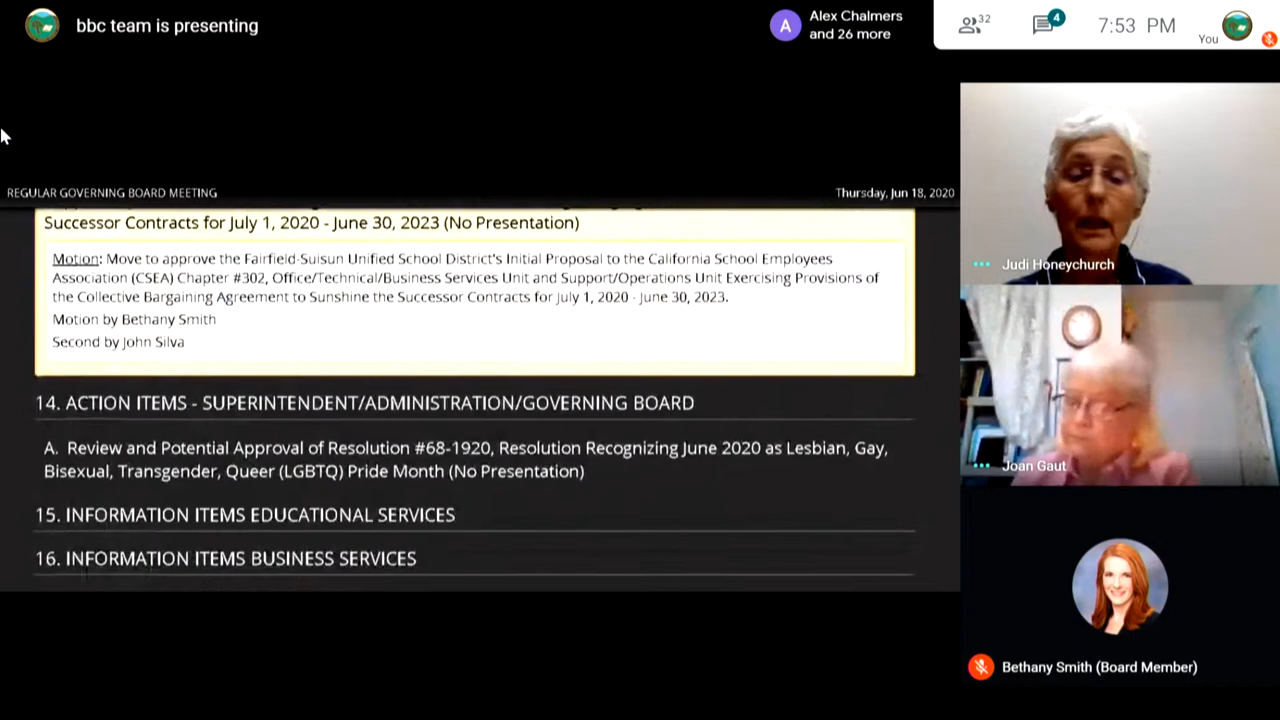 bbc team is presenting
A
Alex Chalmers
and 26 more
32
4
7:53 PM
You
REGULAR GOVERNING BOARD MEETING
Thursday, Jun 18, 2020
Successor Contracts for July 1, 2020 - June 30, 2023 (No Presentation)
Motion: Move to approve the Fairfield-Suisun Unified School District's Initial Proposal to the California School Employees
Association (CSEA) Chapter #302, Office/Technical/Business Services Unit and Support/Operations Unit Exercising Provisions of
the Collective Bargaining Agreement to Sunshine the Successor Contracts for July 1, 2020 - June 30, 2023.
Motion by Bethany Smith
Second by John Silva
14. ACTION ITEMS - SUPERINTENDENT/ADMINISTRATION/GOVERNING BOARD
A. Review and Potential Approval of Resolution #68-1920, Resolution Recognizing June 2020 as Lesbian, Gay,
Bisexual, Transgender, Queer (LGBTQ) Pride Month (No Presentation)
15. INFORMATION ITEMS EDUCATIONAL SERVICES
16. INFORMATION ITEMS BUSINESS SERVICES
Judi Honeychurch
Joan Gaut
Bethany Smith (Board Member)